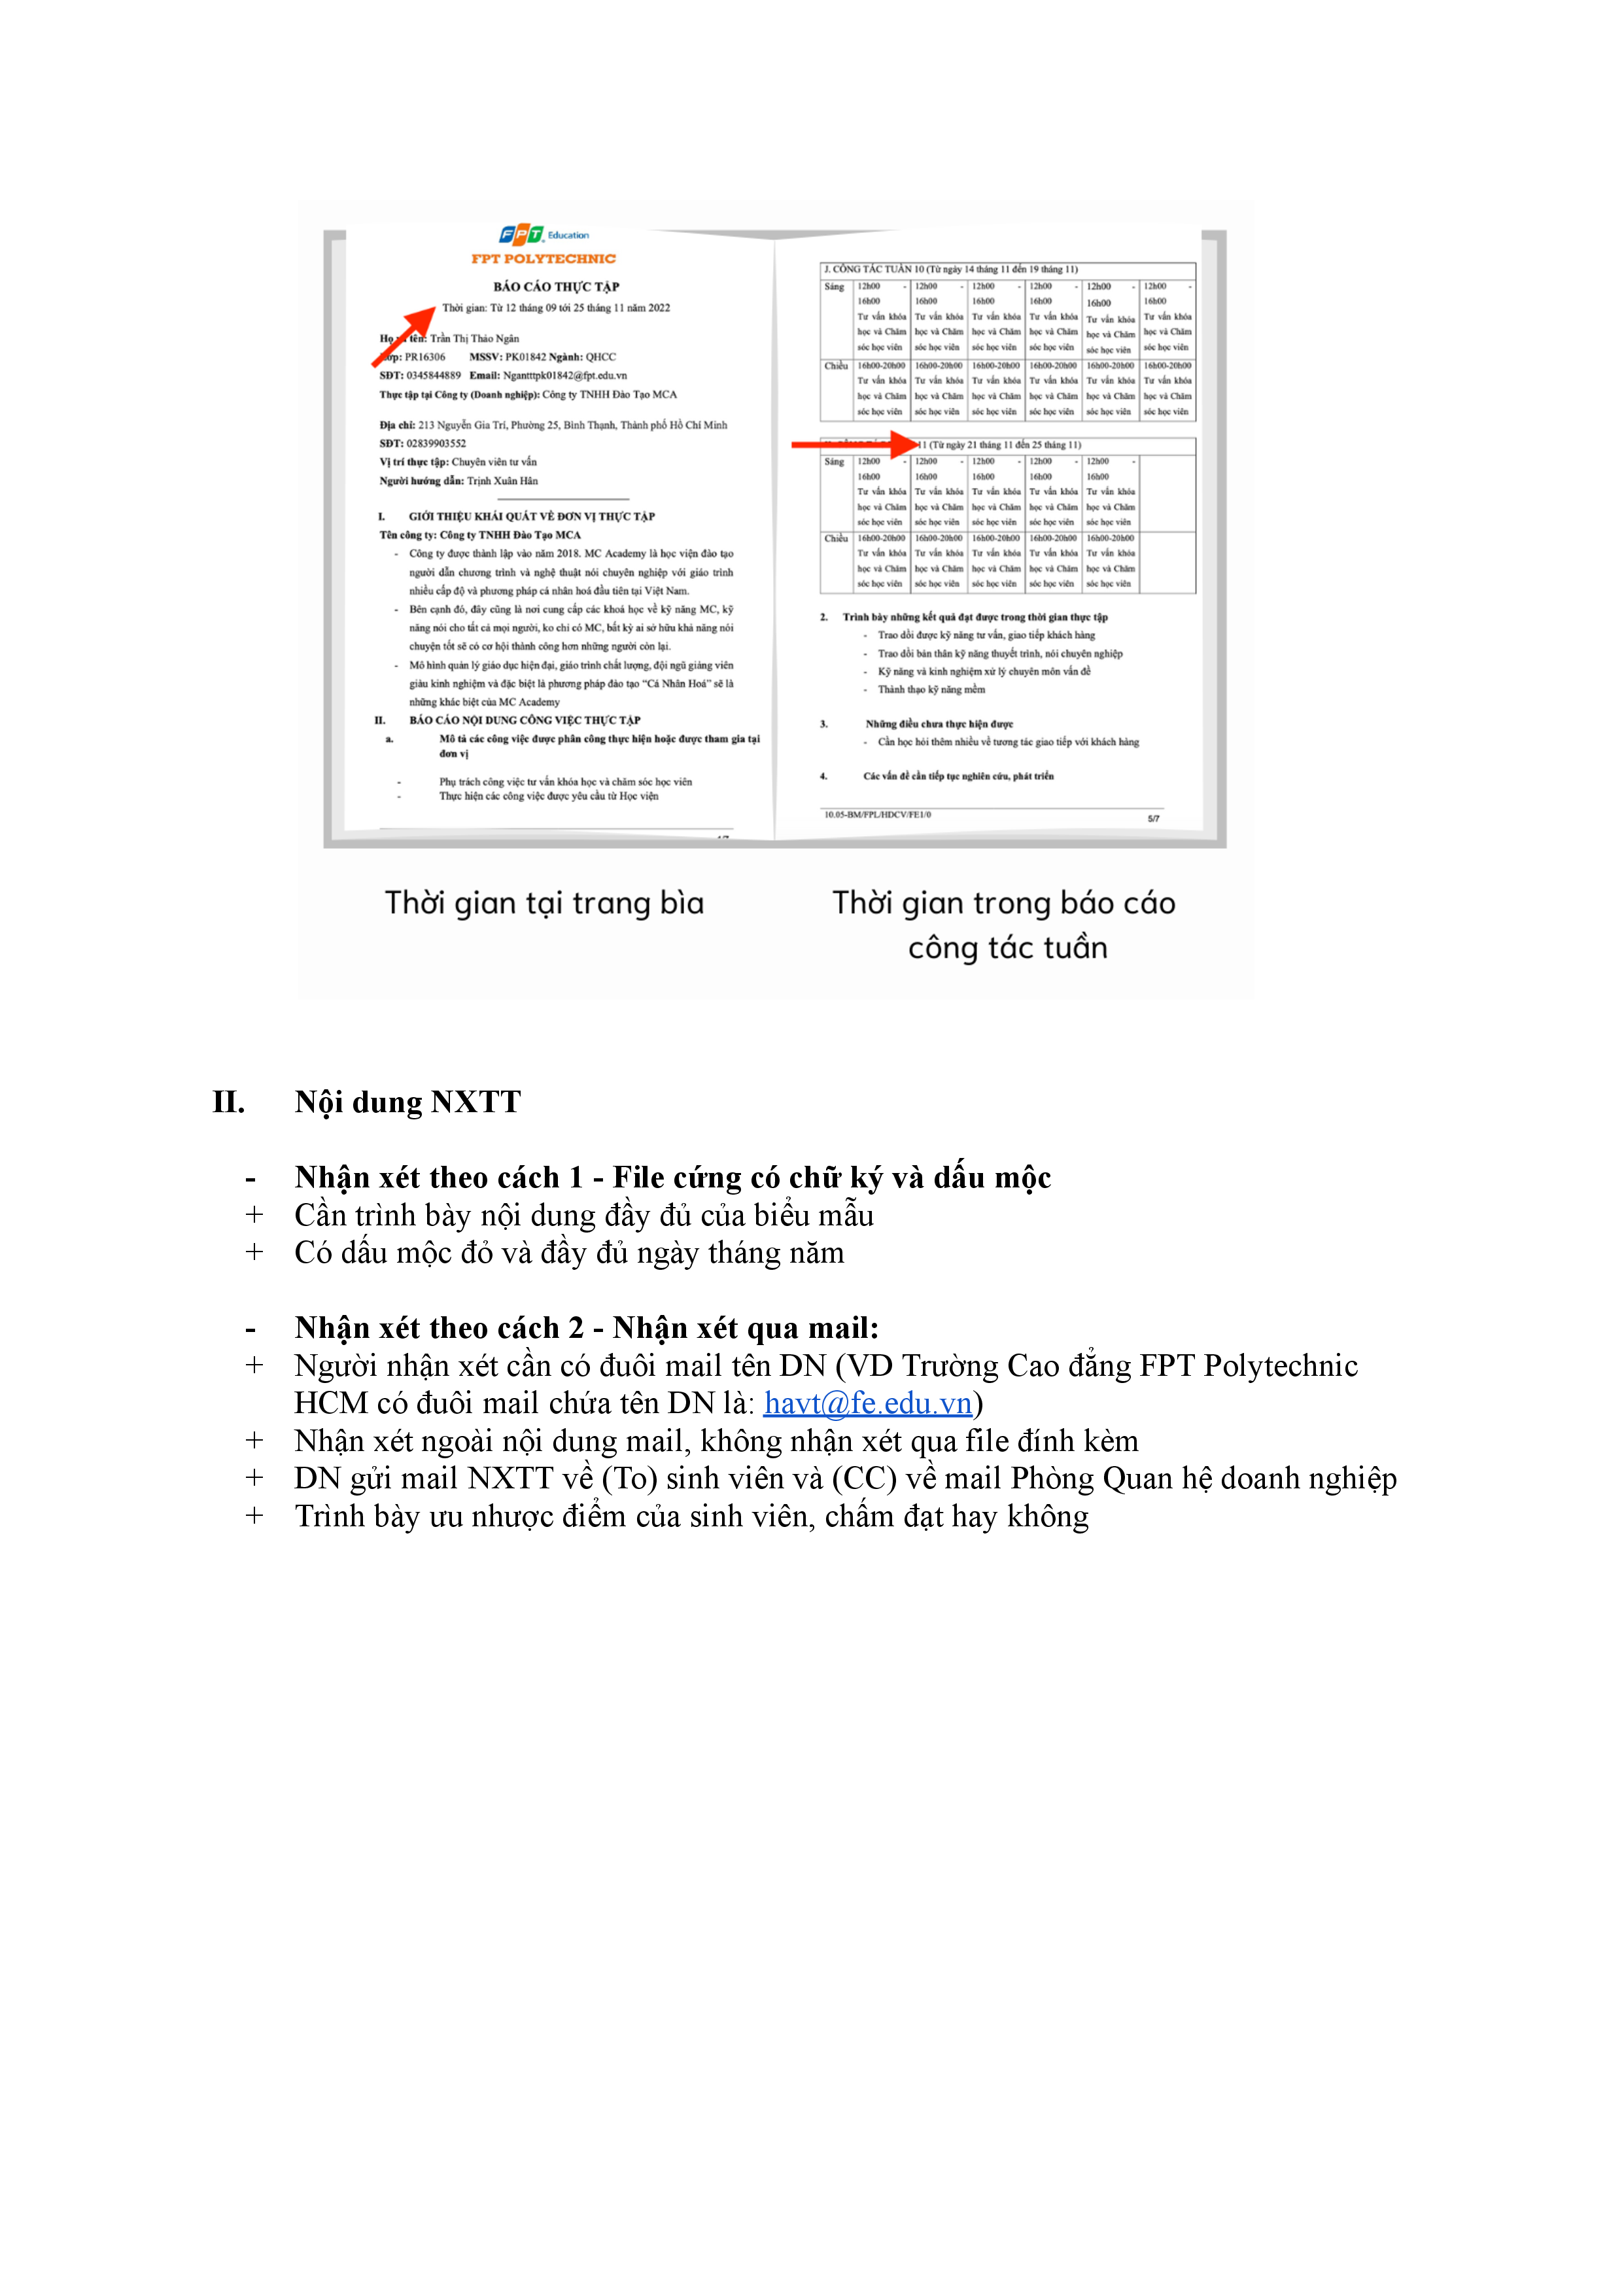 FPT Education
FPT POLYTECHNIC
BÁO CÁO THỰC TẬP
Thời gian: Từ 12 tháng 09 tới 25 tháng 11 năm 2022
Họ tên: Trần Thị Thảo Ngân
PR16306 MSSV: PK01842 Ngành: QHCC
SĐT: 0345844889 Email: Ngantttpk01842@fpt.edu.vn
Thực tập tại Công ty (Doanh nghiệp): Công ty TNHH Đào Tạo MCA
Địa chỉ: 213 Nguyễn Gia Trí, Phường 25, Bình Thạnh, Thành phố Hồ Chí Minh
SĐT: 02839903552
Vị trí thực tập: Chuyên viên tư vấn
Người hướng dẫn: Trịnh Xuân Hân
I. GIỚI THIỆU KHÁI QUÁT VỀ ĐƠN VỊ THỰC TẬP
Tên công ty: Công ty TNHH Đào Tạo MCA
- Công ty được thành lập vào năm 2018. MC Academy là học viện đào tạo
người dẫn chương trình và nghệ thuật nói chuyên nghiệp với giáo trình
nhiều cấp độ và phương pháp cá nhân hoá đầu tiên tại Việt Nam.
- Bên cạnh đó, đây cũng là nơi cung cấp các khoá học về kỹ năng MC, kỹ
năng nói cho tất cả mọi người, ko chỉ có MC, bất kỳ ai sở hữu khả năng nói
chuyện tốt sẽ có cơ hội thành công hơn những người còn lại.
- Mô hình quản lý giáo dục hiện đại, giáo trình chất lượng, đội ngũ giảng viên
giàu kinh nghiệm và đặc biệt là phương pháp đào tạo “Cá Nhân Hoá” sẽ là
những khác biệt của MC Academy
II. BÁO CÁO NỘI DUNG CÔNG VIỆC THỰC TẬP
a. Mô tả các công việc được phân công thực hiện hoặc được tham gia tại
đơn vị
- Phụ trách công việc tư vấn khóa học và chăm sóc học viên
- Thực hiện các công việc được yêu cầu từ Học viện
J. CÔNG TÁC TUẦN 10 (Từ ngày 14 tháng 11 đến 19 tháng 11)
Sáng 12h00 - 12h00 - 12h00 - 12h00 - 12h00 - 12h00 -
16h00 16h00 16h00 16h00 16h00 16h00
Tư vấn khóa Tư vấn khóa Tư vấn khóa Tư vấn khóa Tư vấn khóa Tư vấn khóa
học và Chăm học và Chăm học và Chăm học và Chăm học và Chăm học và Chăm
sóc học viên sóc học viên sóc học viên sóc học viên sóc học viên sóc học viên
Chiều 16h00-20h00 16h00-20h00 16h00-20h00 16h00-20h00 16h00-20h00 16h00-20h00
Tư vấn khóa Tư vấn khóa Tư vấn khóa Tư vấn khóa Tư vấn khóa Tư vấn khóa
học và Chăm học và Chăm học và Chăm học và Chăm học và Chăm học và Chăm
sóc học viên sóc học viên sóc học viên sóc học viên sóc học viên sóc học viên
11 (Từ ngày 21 tháng 11 đến 25 tháng 11)
Sáng 12h00 - 12h00 - 12h00 - 12h00 - 12h00 -
16h00 16h00 16h00 16h00 16h00
Tư vấn khóa Tư vấn khóa Tư vấn khóa Tư vấn khóa Tư vấn khóa
học và Chăm học và Chăm học và Chăm học và Chăm học và Chăm
sóc học viên sóc học viên sóc học viên sóc học viên sóc học viên
Chiều 16h00-20h00 16h00-20h00 16h00-20h00 16h00-20h00 16h00-20h00
Tư vấn khóa Tư vấn khóa Tư vấn khóa Tư vấn khóa Tư vấn khóa
học và Chăm học và Chăm học và Chăm học và Chăm học và Chăm
sóc học viên sóc học viên sóc học viên sóc học viên sóc học viên
2. Trình bày những kết quả đạt được trong thời gian thực tập
- Trao dồi được kỹ năng tư vấn, giao tiếp khách hàng
- Trao dồi bản thân kỹ năng thuyết trình, nói chuyên nghiệp
- Kỹ năng và kinh nghiệm xử lý chuyên môn vấn đề
- Thành thạo kỹ năng mềm
3. Những điều chưa thực hiện được
- Cần học hỏi thêm nhiều về tương tác giao tiếp với khách hàng
4. Các vấn đề cần tiếp tục nghiên cứu, phát triển
10.05-BM/FPL/HDCV/FE1/0 5/7
Thời gian tại trang bìa
Thời gian trong báo cáo
công tác tuần
II. Nội dung NXTT
- Nhận xét theo cách 1 - File cứng có chữ ký và dấu mộc
+ Cần trình bày nội dung đầy đủ của biểu mẫu
+ Có dấu mộc đỏ và đầy đủ ngày tháng năm
- Nhận xét theo cách 2 - Nhận xét qua mail:
+ Người nhận xét cần có đuôi mail tên DN (VD Trường Cao đẳng FPT Polytechnic
HCM có đuôi mail chứa tên DN là: havt@fe.edu.vn)
+ Nhận xét ngoài nội dung mail, không nhận xét qua file đính kèm
+ DN gửi mail NXTT về (To) sinh viên và (CC) về mail Phòng Quan hệ doanh nghiệp
+ Trình bày ưu nhược điểm của sinh viên, chấm đạt hay không